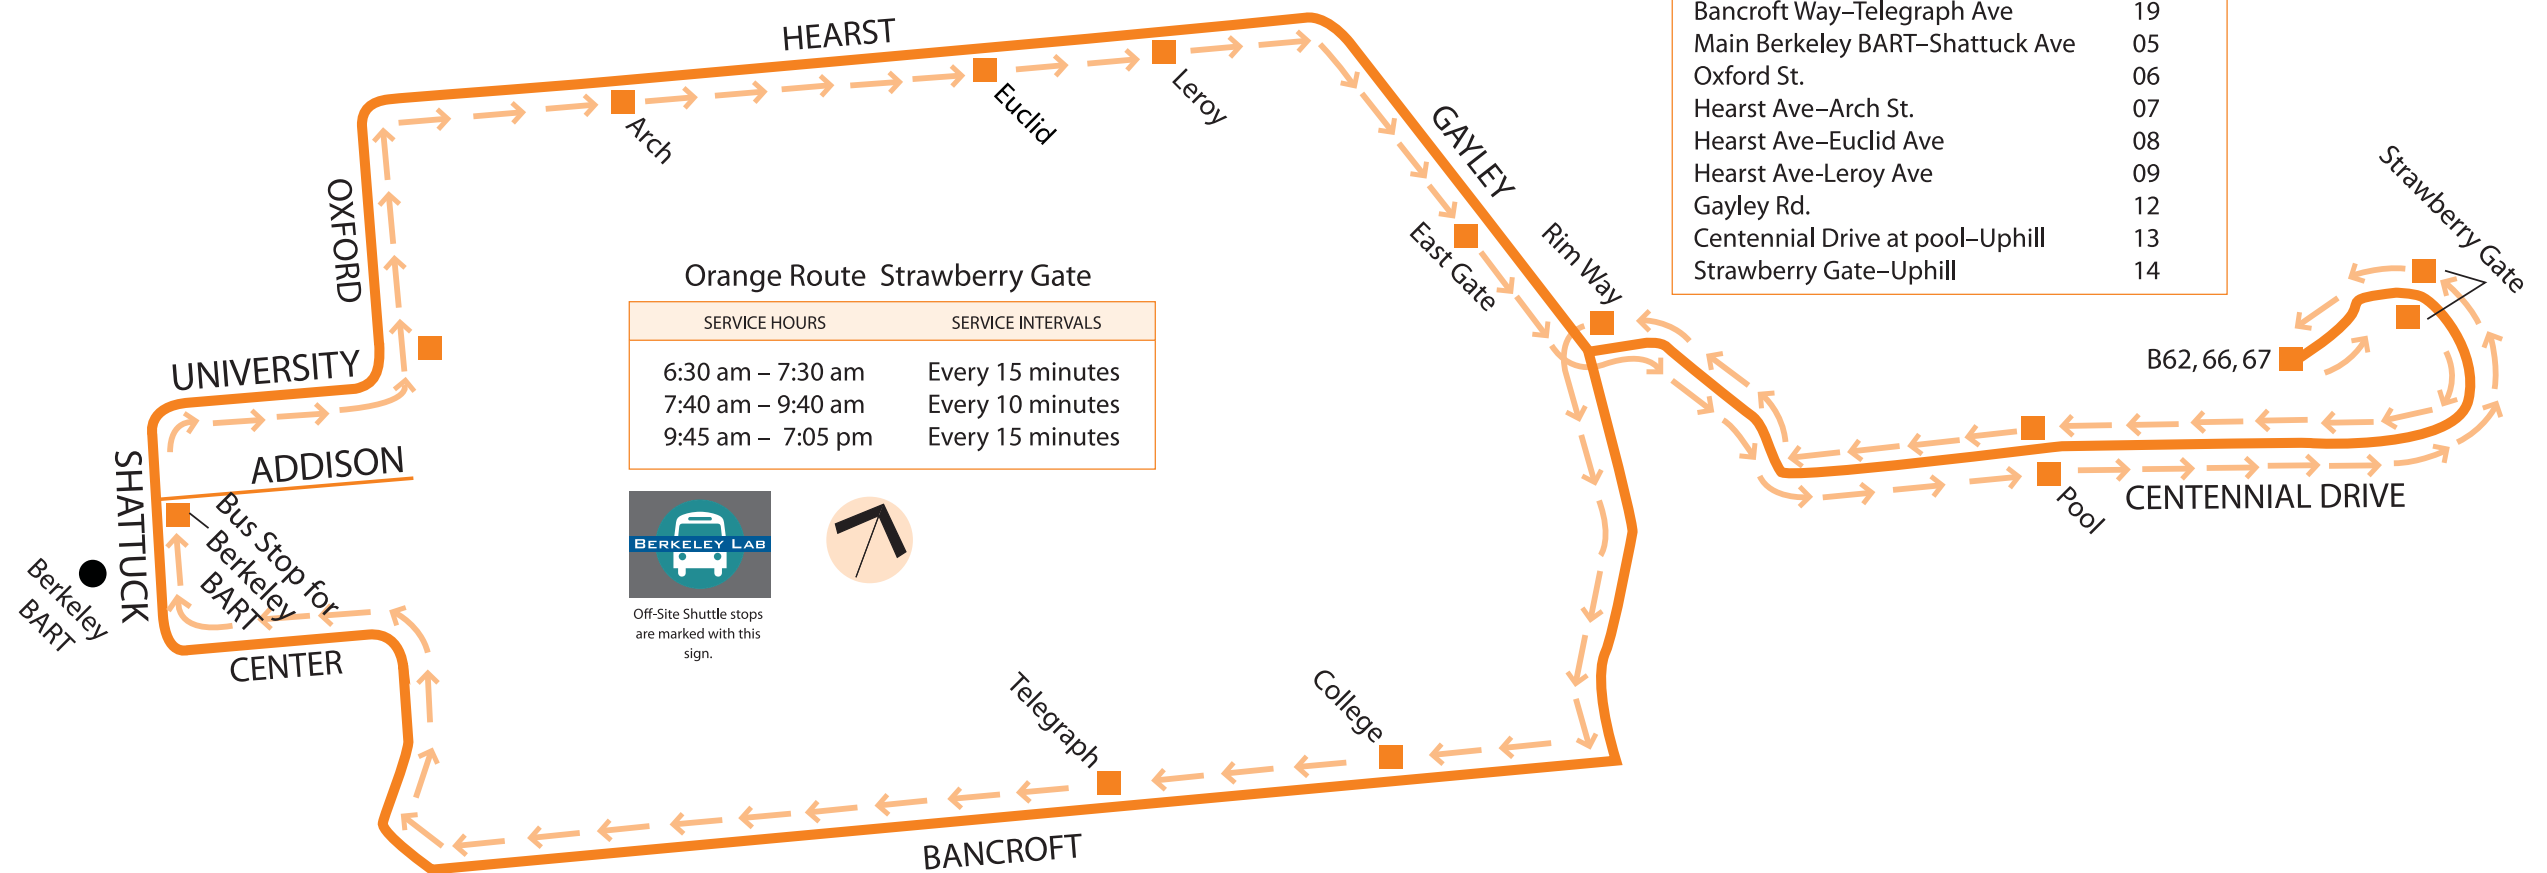 HEARST
Arch
Euclid
Leroy
GAYLEY
East Gate
Rim Way
OXFORD
UNIVERSITY
ADDISON
SHATTUCK
Bus Stop for
Berkeley
BART
Berkeley
BART
CENTER
Orange Route Strawberry Gate
SERVICE HOURS SERVICE INTERVALS
6:30 am – 7:30 am Every 15 minutes
7:40 am – 9:40 am Every 10 minutes
9:45 am – 7:05 pm Every 15 minutes
BERKELEY LAB
Off-Site Shuttle stops
are marked with this
sign.
Telegraph
College
BANCROFT
Bancroft Way–Telegraph Ave 19
Main Berkeley BART–Shattuck Ave 05
Oxford St. 06
Hearst Ave–Arch St. 07
Hearst Ave–Euclid Ave 08
Hearst Ave-Leroy Ave 09
Gayley Rd. 12
Centennial Drive at pool–Uphill 13
Strawberry Gate–Uphill 14
Strawberry Gate
B62, 66, 67
Pool
CENTENNIAL DRIVE